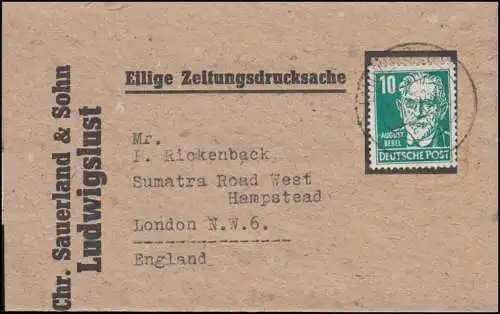 Chr. Sauerland & Sohn
Ludwigslust
Eilige Zeitungsdrucksache
10
AUGUST
BEBEL
DEUTSCHE POST
Mr.
P. Rickenback
Sumatra Road West
Hampstead
London N.W.6.
England